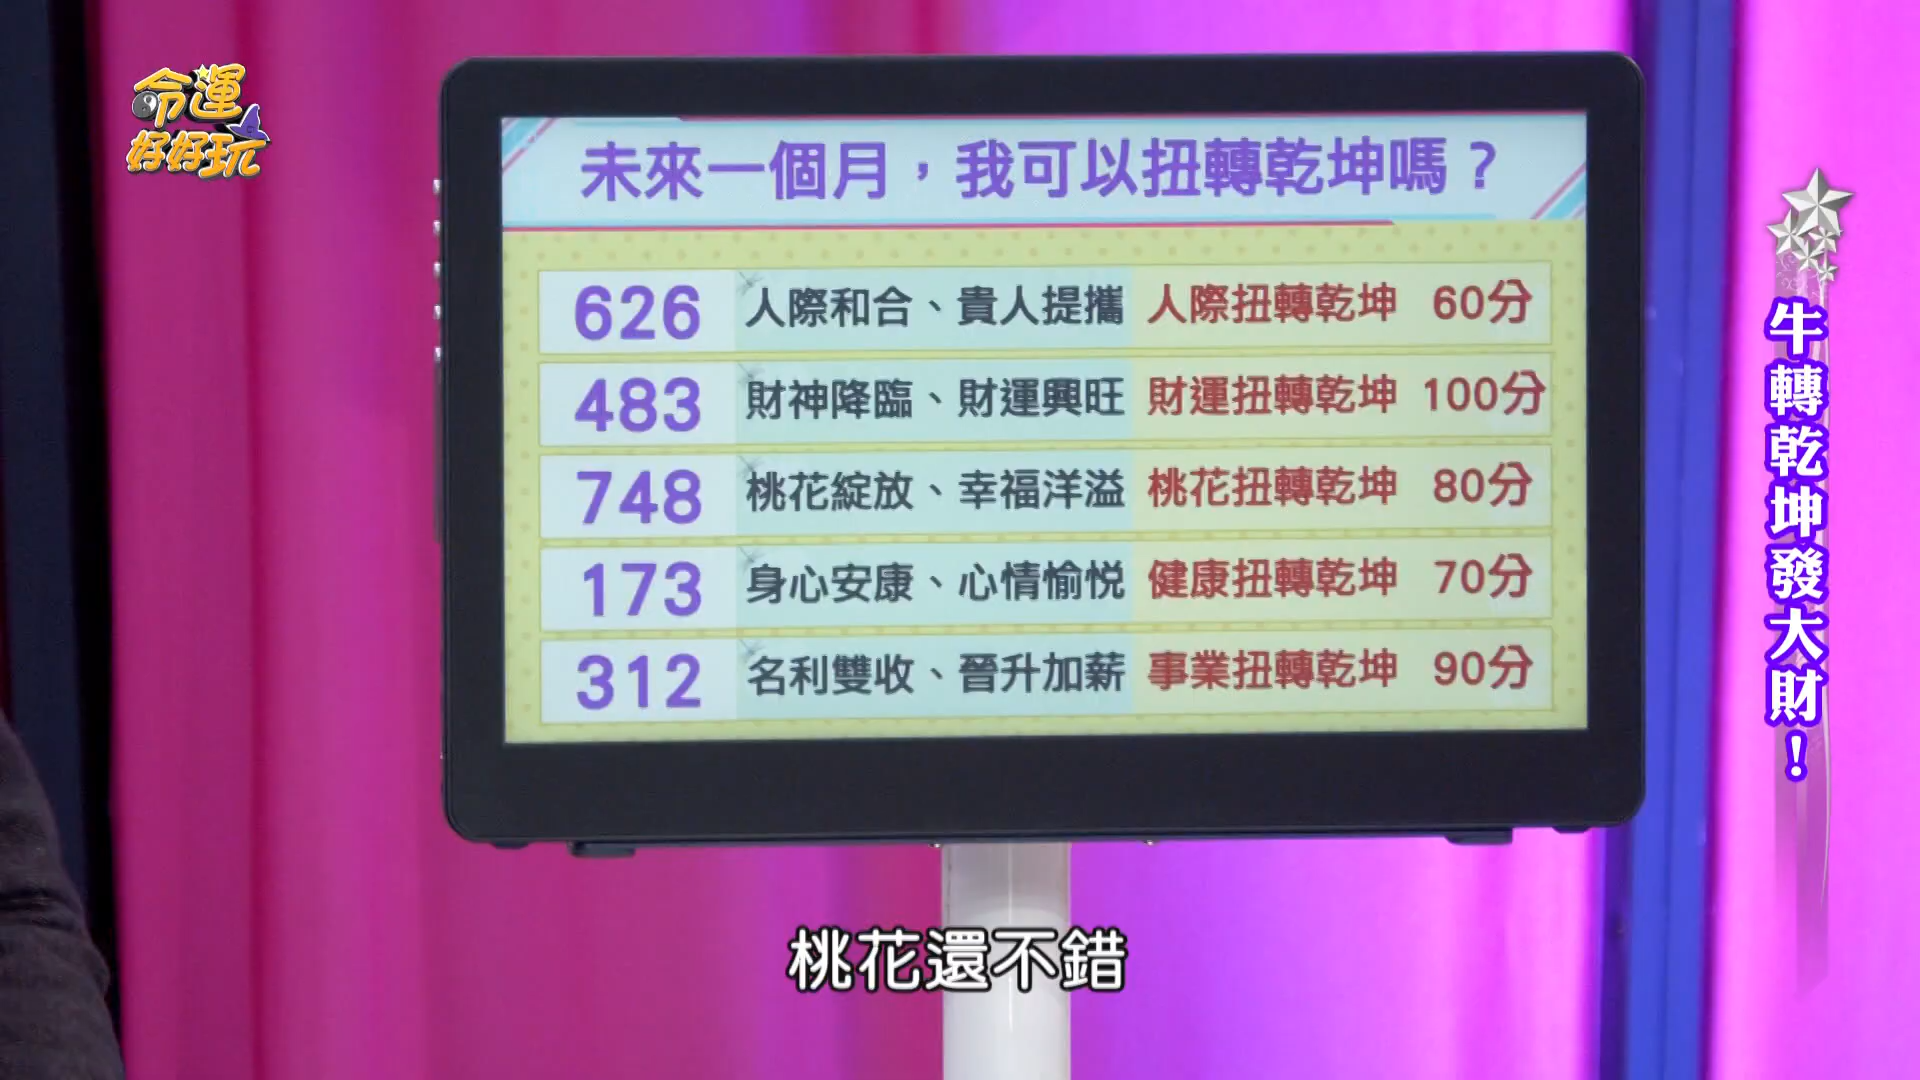 命運
好好玩
未來一個月，我可以扭轉乾坤嗎？
626 人際和合、貴人提攜 人際扭轉乾坤 60分
483 財神降臨、財運興旺 財運扭轉乾坤 100分
748 桃花綻放、幸福洋溢 桃花扭轉乾坤 80分
173 身心安康、心情愉悦 健康扭轉乾坤 70分
312 名利雙收、晉升加薪 事業扭轉乾坤 90分
牛轉乾坤發大財！
桃花還不錯